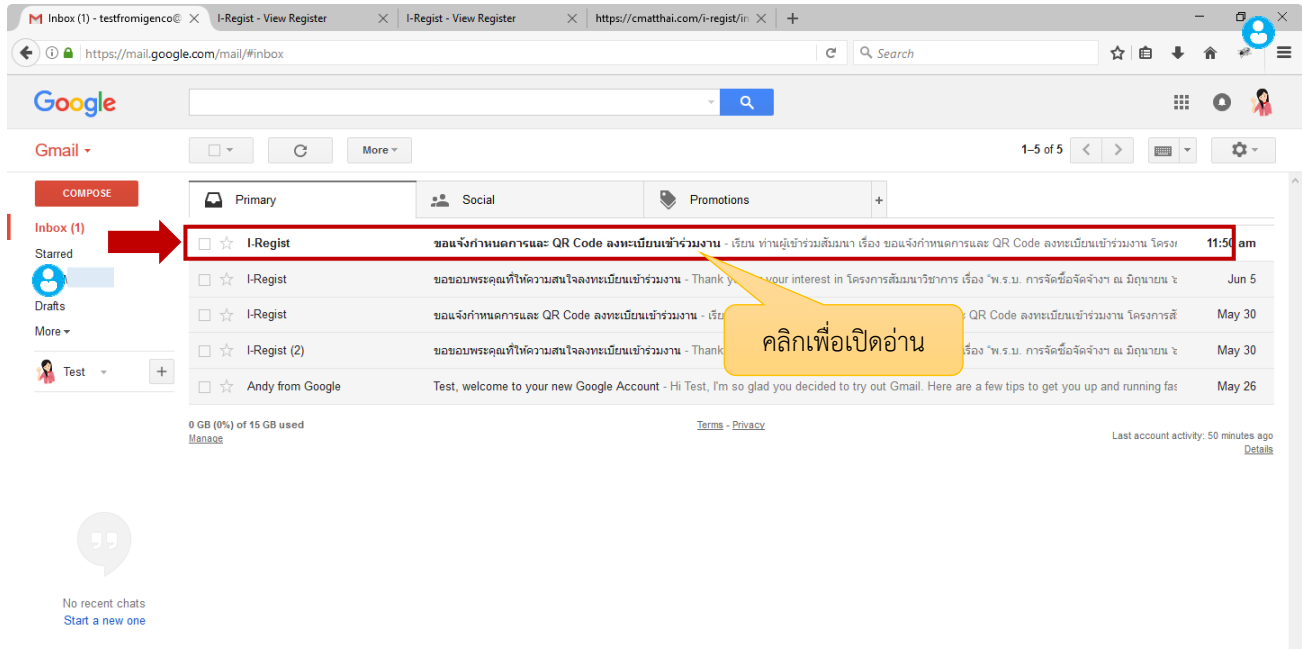 Inbox (1) - testfromigenco@ I-Regist - View Register I-Regist - View Register https://cmatthai.com/i-regist/in
https://mail.google.com/mail/#inbox Search
Google
Gmail More 1–5 of 5
COMPOSE
Primary Social Promotions
Inbox (1)
Starred
Drafts
More
Test
I-Regist ขอแจ้งกำหนดการและ QR Code ลงทะเบียนเข้าร่วมงาน - เรียน ท่านผู้เข้าร่วมสัมมนา เรื่อง ขอแจ้งกำหนดการและ QR Code ลงทะเบียนเข้าร่วมงาน 11:50 am
I-Regist ขอขอบพระคุณที่ให้ความสนใจลงทะเบียนเข้าร่วมงาน - Thank your interest in โครงการสัมมนาวิชาการ เรื่อง "พ.ร.บ. การจัดซื้อจัดจ้างฯ ณ มิถุนายน Jun 5
I-Regist ขอแจ้งกำหนดการและ QR Code ลงทะเบียนเข้าร่วมงาน - QR Code ลงทะเบียนเข้าร่วมงาน May 30
I-Regist (2) ขอขอบพระคุณที่ให้ความสนใจลงทะเบียนเข้าร่วมงาน - Thank เรื่อง "พ.ร.บ. การจัดซื้อจัดจ้างฯ ณ มิถุนายน May 30
Andy from Google Test, welcome to your new Google Account - Hi Test, I'm so glad you decided to try out Gmail. Here are a few tips to get you up and running fas May 26
คลิกเพื่อเปิดอ่าน
0 GB (0%) of 15 GB used
Manage
Terms - Privacy
Last account activity: 50 minutes ago
Details
No recent chats
Start a new one